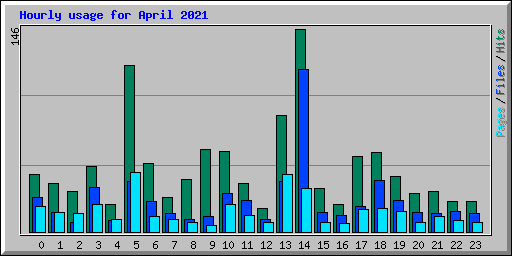 Hourly usage for April 2021
146
Pages / Files / Hits
0 1 2 3 4 5 6 7 8 9 10 11 12 13 14 15 16 17 18 19 20 21 22 23